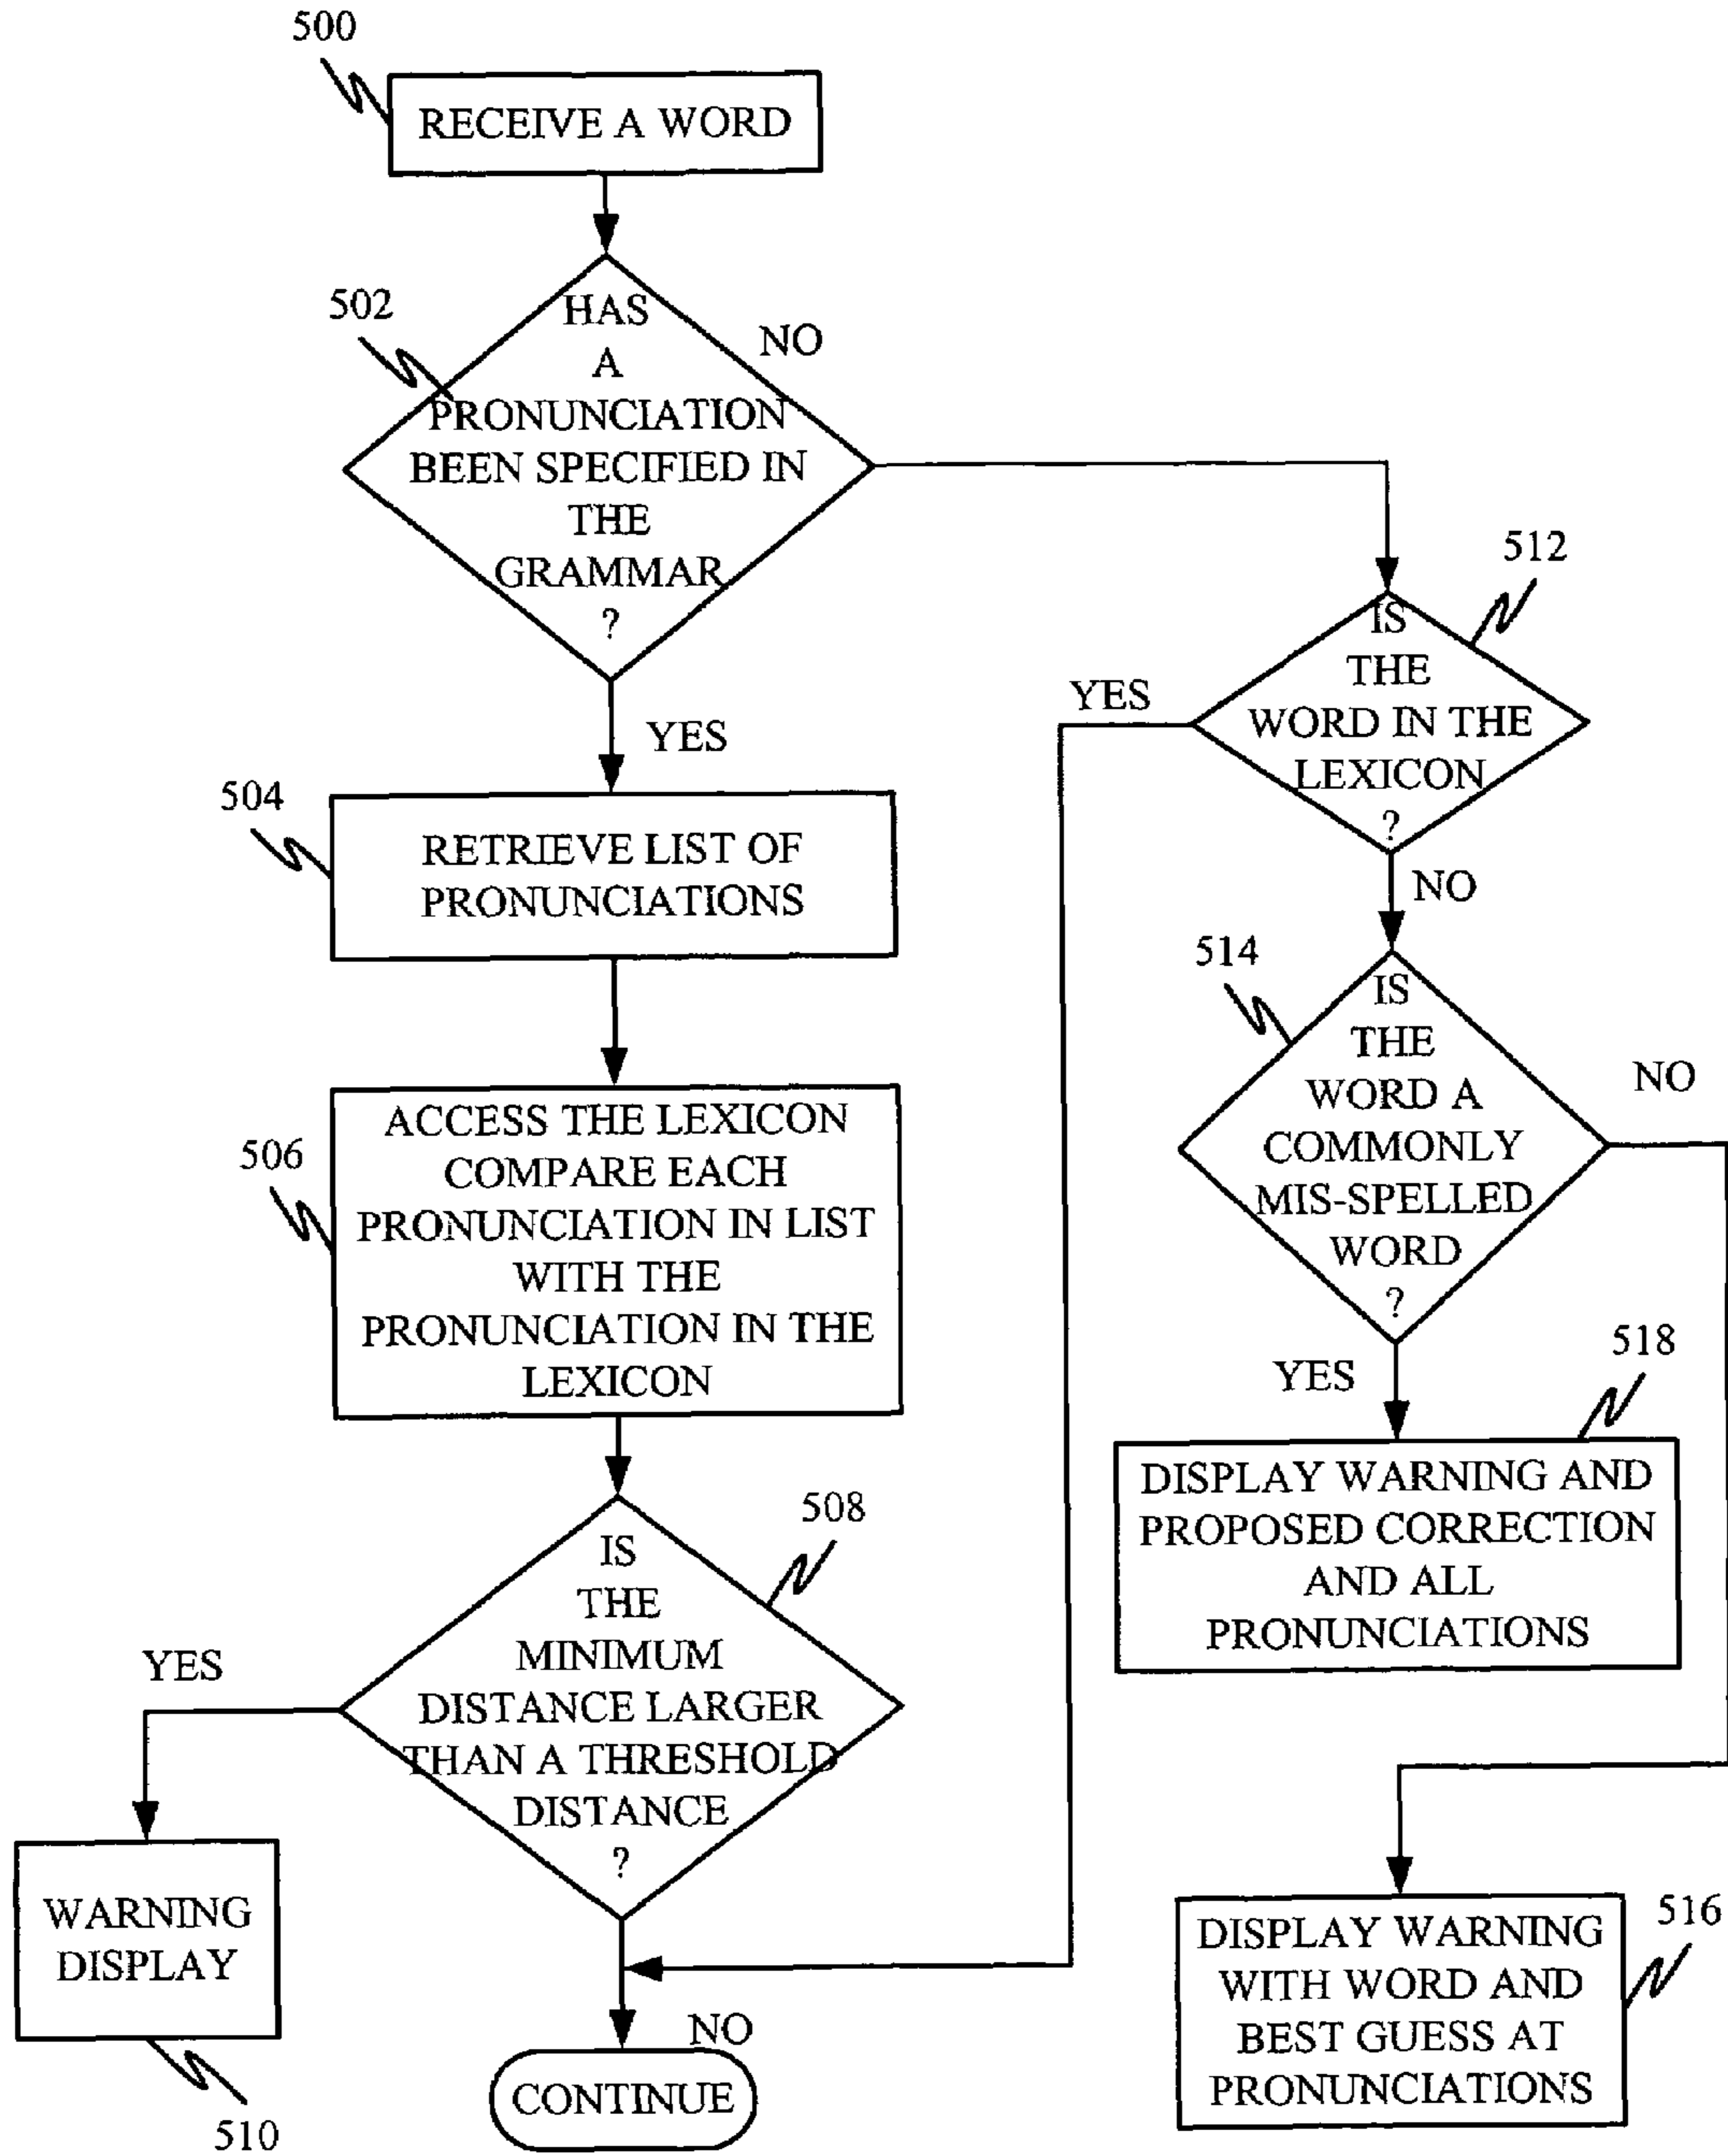 500
RECEIVE A WORD
502
HAS
A
PRONUNCIATION
BEEN SPECIFIED IN
THE
GRAMMAR
?
NO
YES
504
RETRIEVE LIST OF
PRONUNCIATIONS
506
ACCESS THE LEXICON
COMPARE EACH
PRONUNCIATION IN LIST
WITH THE
PRONUNCIATION IN THE
LEXICON
508
IS
THE
MINIMUM
DISTANCE LARGER
THAN A THRESHOLD
DISTANCE
?
YES
WARNING
DISPLAY
510
NO
CONTINUE
512
IS
THE
WORD IN THE
LEXICON
?
YES
NO
514
IS
THE
WORD A
COMMONLY
MIS-SPELLED
WORD
?
NO
YES
518
DISPLAY WARNING AND
PROPOSED CORRECTION
AND ALL
PRONUNCIATIONS
516
DISPLAY WARNING
WITH WORD AND
BEST GUESS AT
PRONUNCIATIONS